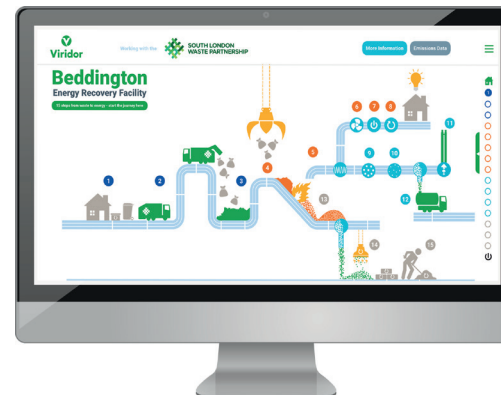 Viridor
Working with the
SOUTH LONDON
WASTE PARTNERSHIP
More Information
Emissions Data
Beddington
Energy Recovery Facility
15 steps from waste to energy - start the journey here
1
2
3
4
5
6
7
8
9
10
11
12
13
14
15